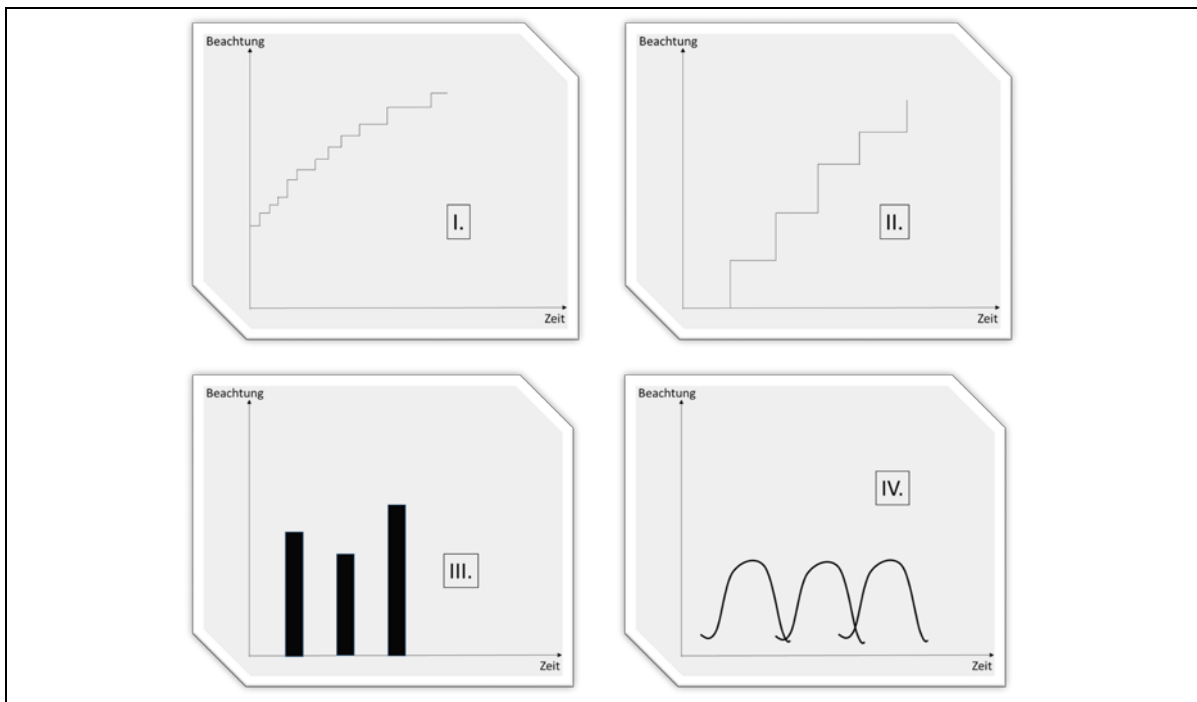 Beachtung
I.
Zeit
Beachtung
II.
Zeit
Beachtung
III.
Zeit
Beachtung
IV.
Zeit